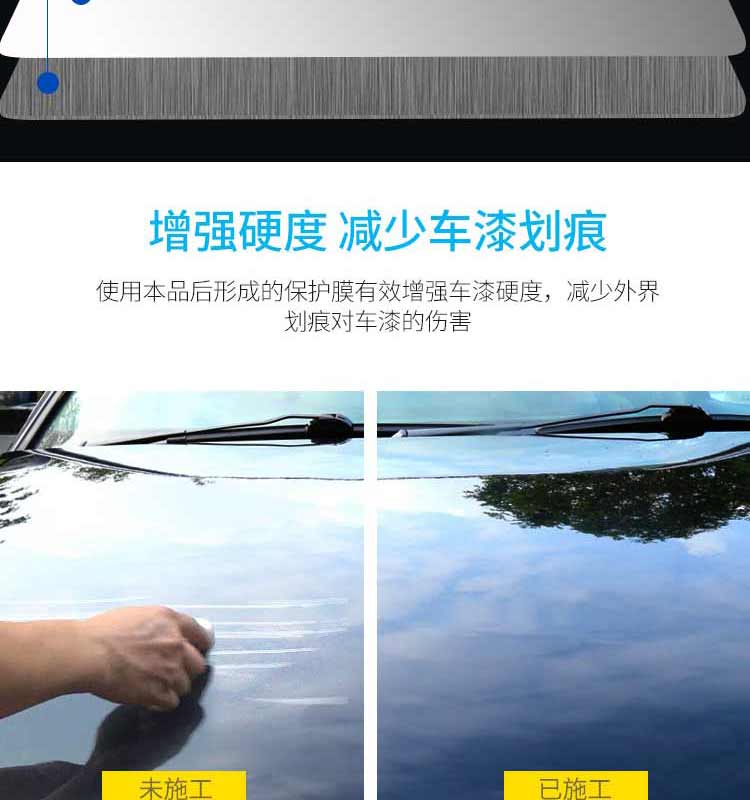 增强硬度 减少车漆划痕
使用本品后形成的保护膜有效增强车漆硬度，减少外界
划痕对车漆的伤害
未施工
已施工